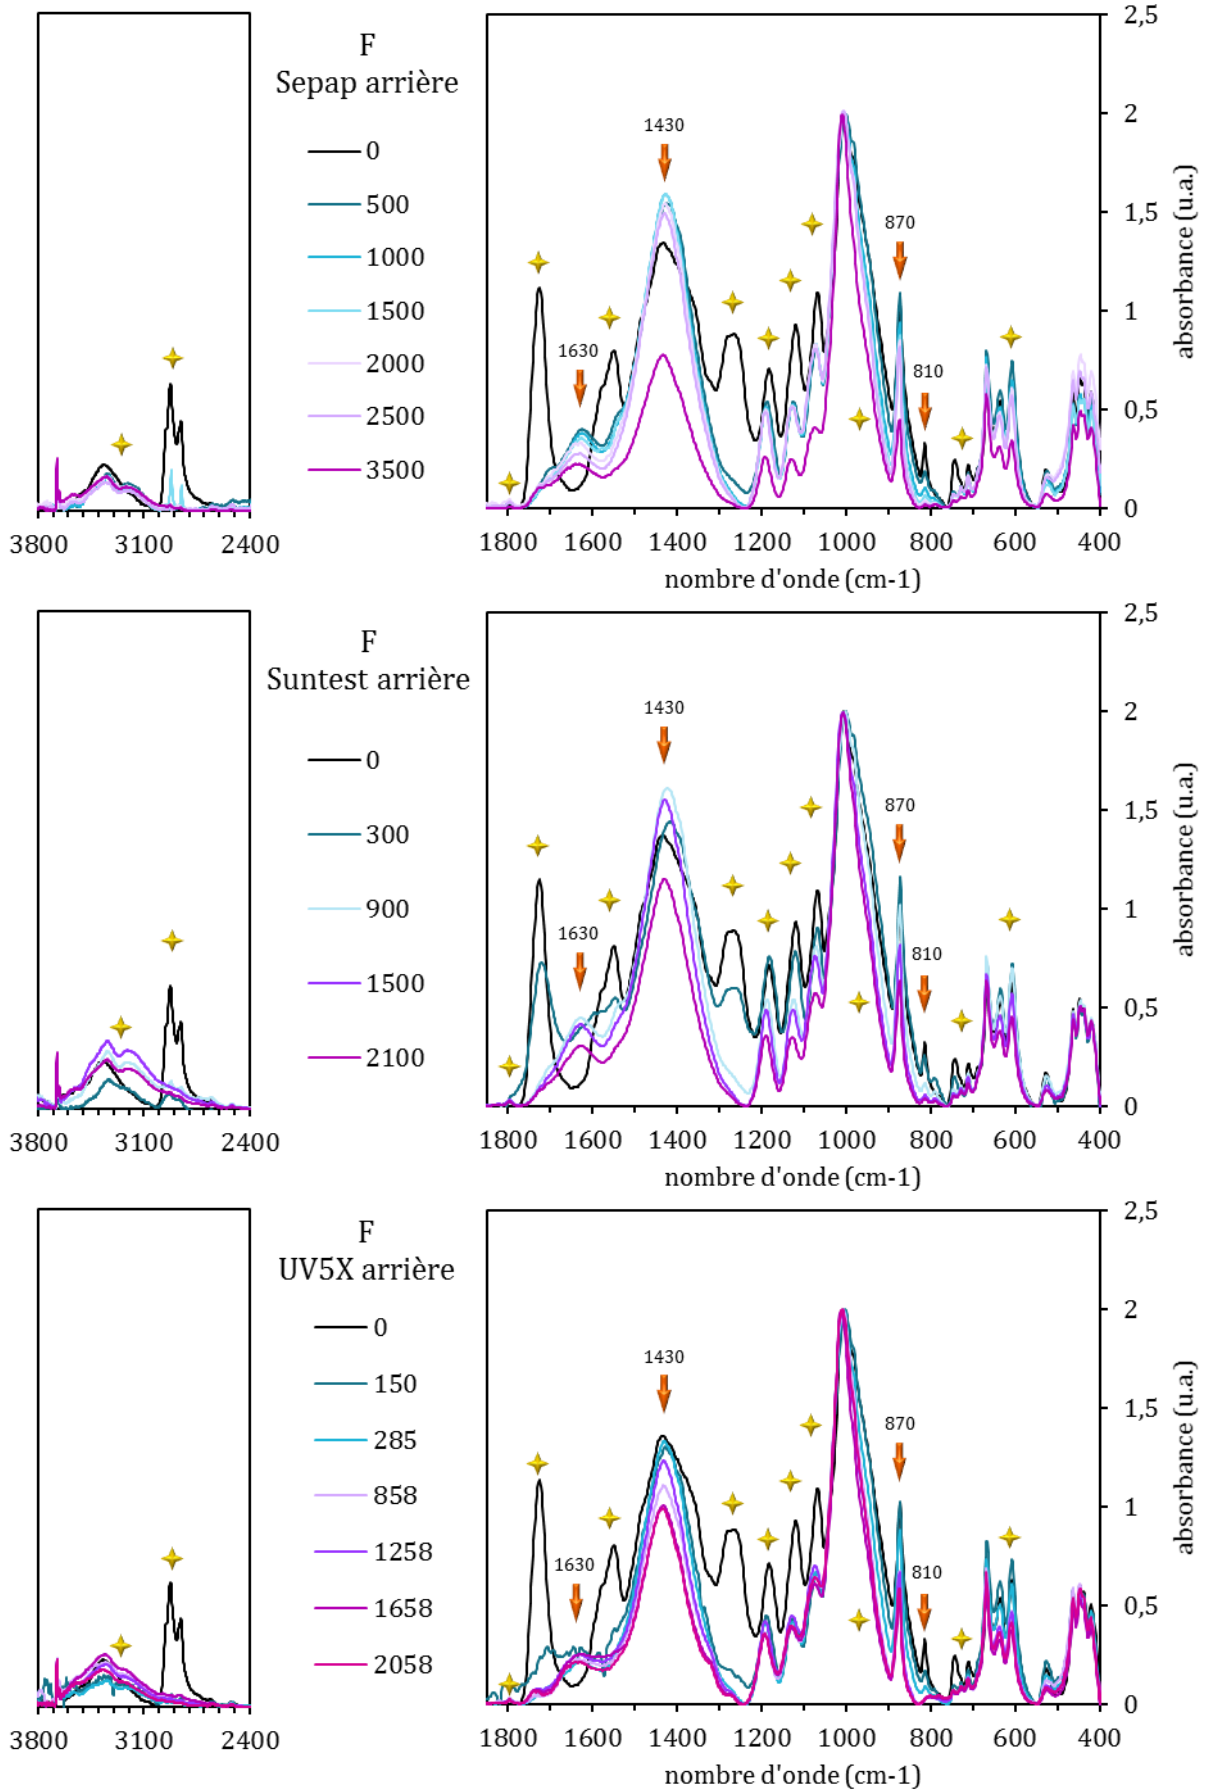 F
Sepap arrière
0
500
1000
1500
2000
2500
3500
3800 3100 2400
1430
1630
870
810
2,5
2
1,5
1
0,5
0
absorbance (u.a.)
1800 1600 1400 1200 1000 800 600 400
nombre d'onde (cm-1)
F
Suntest arrière
0
300
900
1500
2100
3800 3100 2400
1430
1630
870
810
2,5
2
1,5
1
0,5
0
absorbance (u.a.)
1800 1600 1400 1200 1000 800 600 400
nombre d'onde (cm-1)
F
UV5X arrière
0
150
285
858
1258
1658
2058
3800 3100 2400
1430
1630
870
810
2,5
2
1,5
1
0,5
0
absorbance (u.a.)
1800 1600 1400 1200 1000 800 600 400
nombre d'onde (cm-1)